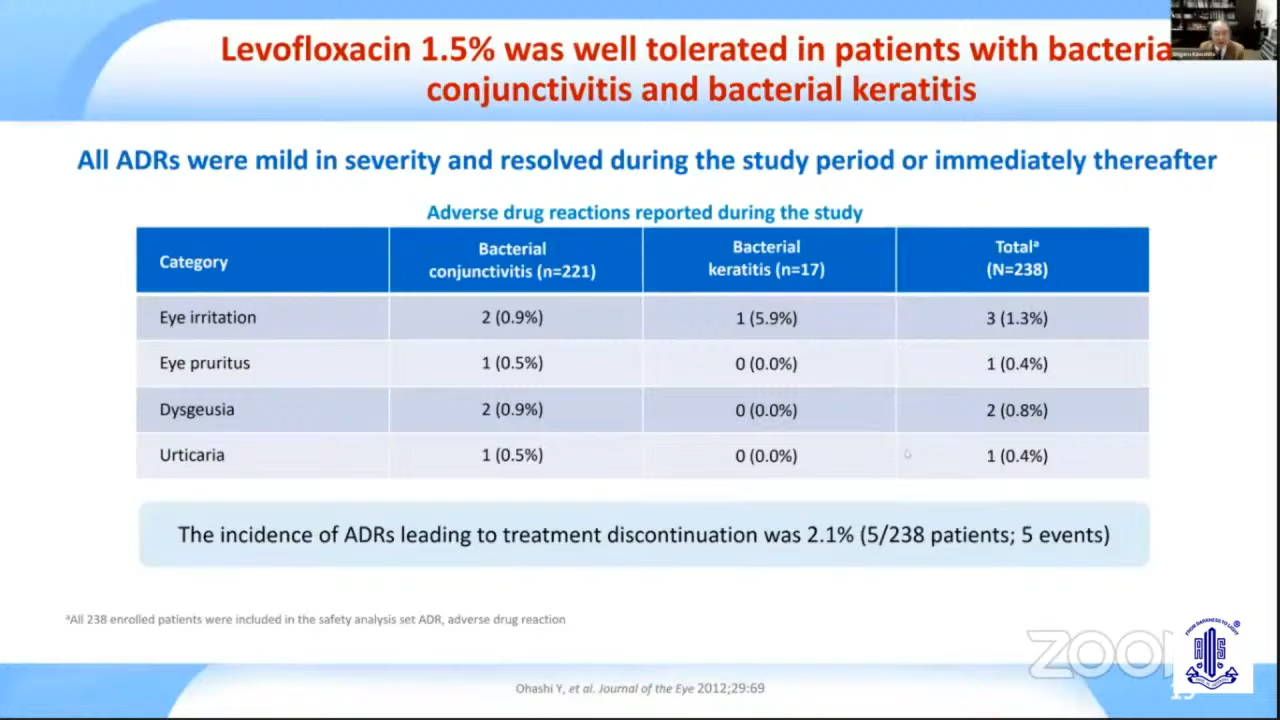 Levofloxacin 1.5% was well tolerated in patients with bacteria
conjunctivitis and bacterial keratitis
All ADRs were mild in severity and resolved during the study period or immediately thereafter
Adverse drug reactions reported during the study
Category
Bacterial
conjunctivitis (n=221)
Bacterial
keratitis (n=17)
Totalᵃ
(N=238)
Eye irritation 2 (0.9%) 1 (5.9%) 3 (1.3%)
Eye pruritus 1 (0.5%) 0 (0.0%) 1 (0.4%)
Dysgeusia 2 (0.9%) 0 (0.0%) 2 (0.8%)
Urticaria 1 (0.5%) 0 (0.0%) 1 (0.4%)
The incidence of ADRs leading to treatment discontinuation was 2.1% (5/238 patients; 5 events)
ᵃAll 238 enrolled patients were included in the safety analysis set ADR, adverse drug reaction
FROM DARKNESS TO LIGHT
Ohashi Y, et al. Journal of the Eye 2012;29:69